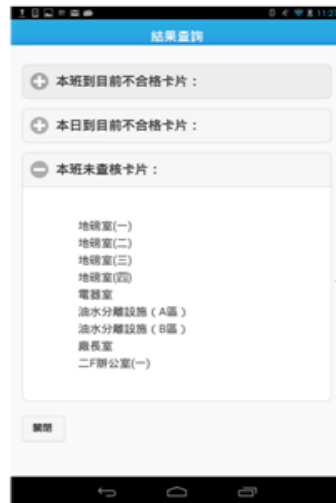 11:27
結果查詢
本班到目前不合格卡片：
本日到目前不合格卡片：
本班未查核卡片：
地磅室(一)
地磅室(二)
地磅室(三)
地磅室(四)
電器室
油水分離設施（A區）
油水分離設施（B區）
廠長室
二F辦公室(一)
關閉